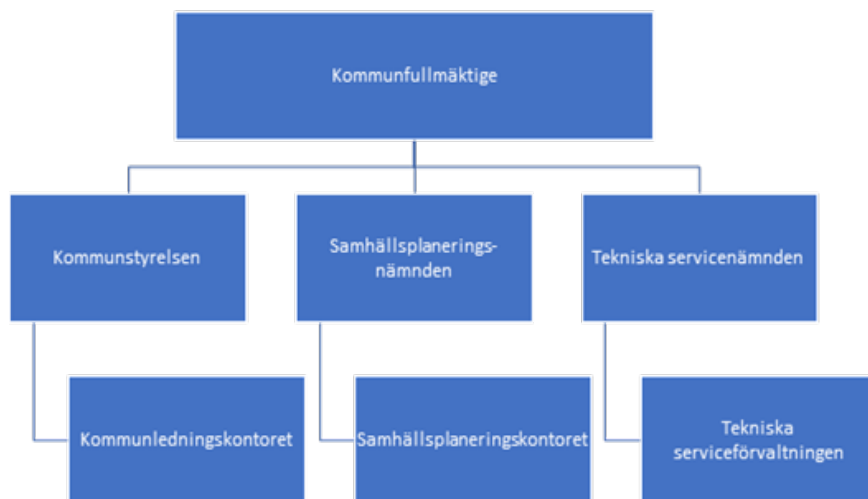 Kommunfullmäktige
Kommunstyrelsen
Samhällsplanerings-
nämnden
Tekniska servicenämnden
Kommunledningskontoret
Samhällsplaneringskontoret
Tekniska
serviceförvaltningen